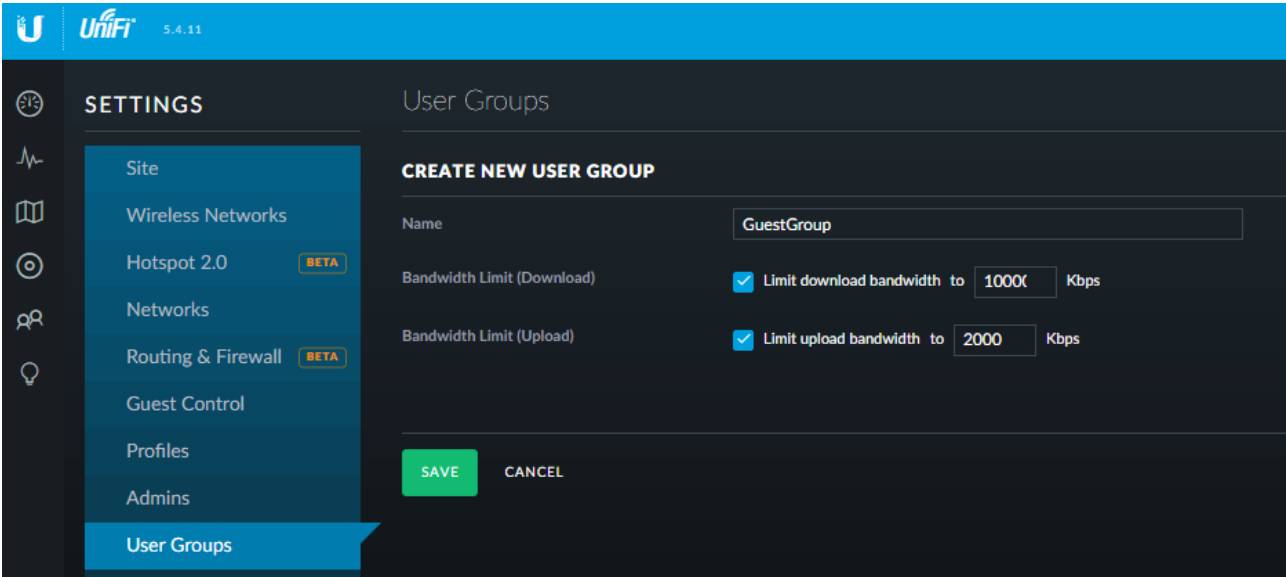 UniFi 5.4.11
SETTINGS
Site
Wireless Networks
Hotspot 2.0 BETA
Networks
Routing & Firewall BETA
Guest Control
Profiles
Admins
User Groups
User Groups
CREATE NEW USER GROUP
Name GuestGroup
Bandwidth Limit (Download) Limit download bandwidth to 1000( Kbps
Bandwidth Limit (Upload) Limit upload bandwidth to 2000 Kbps
SAVE CANCEL